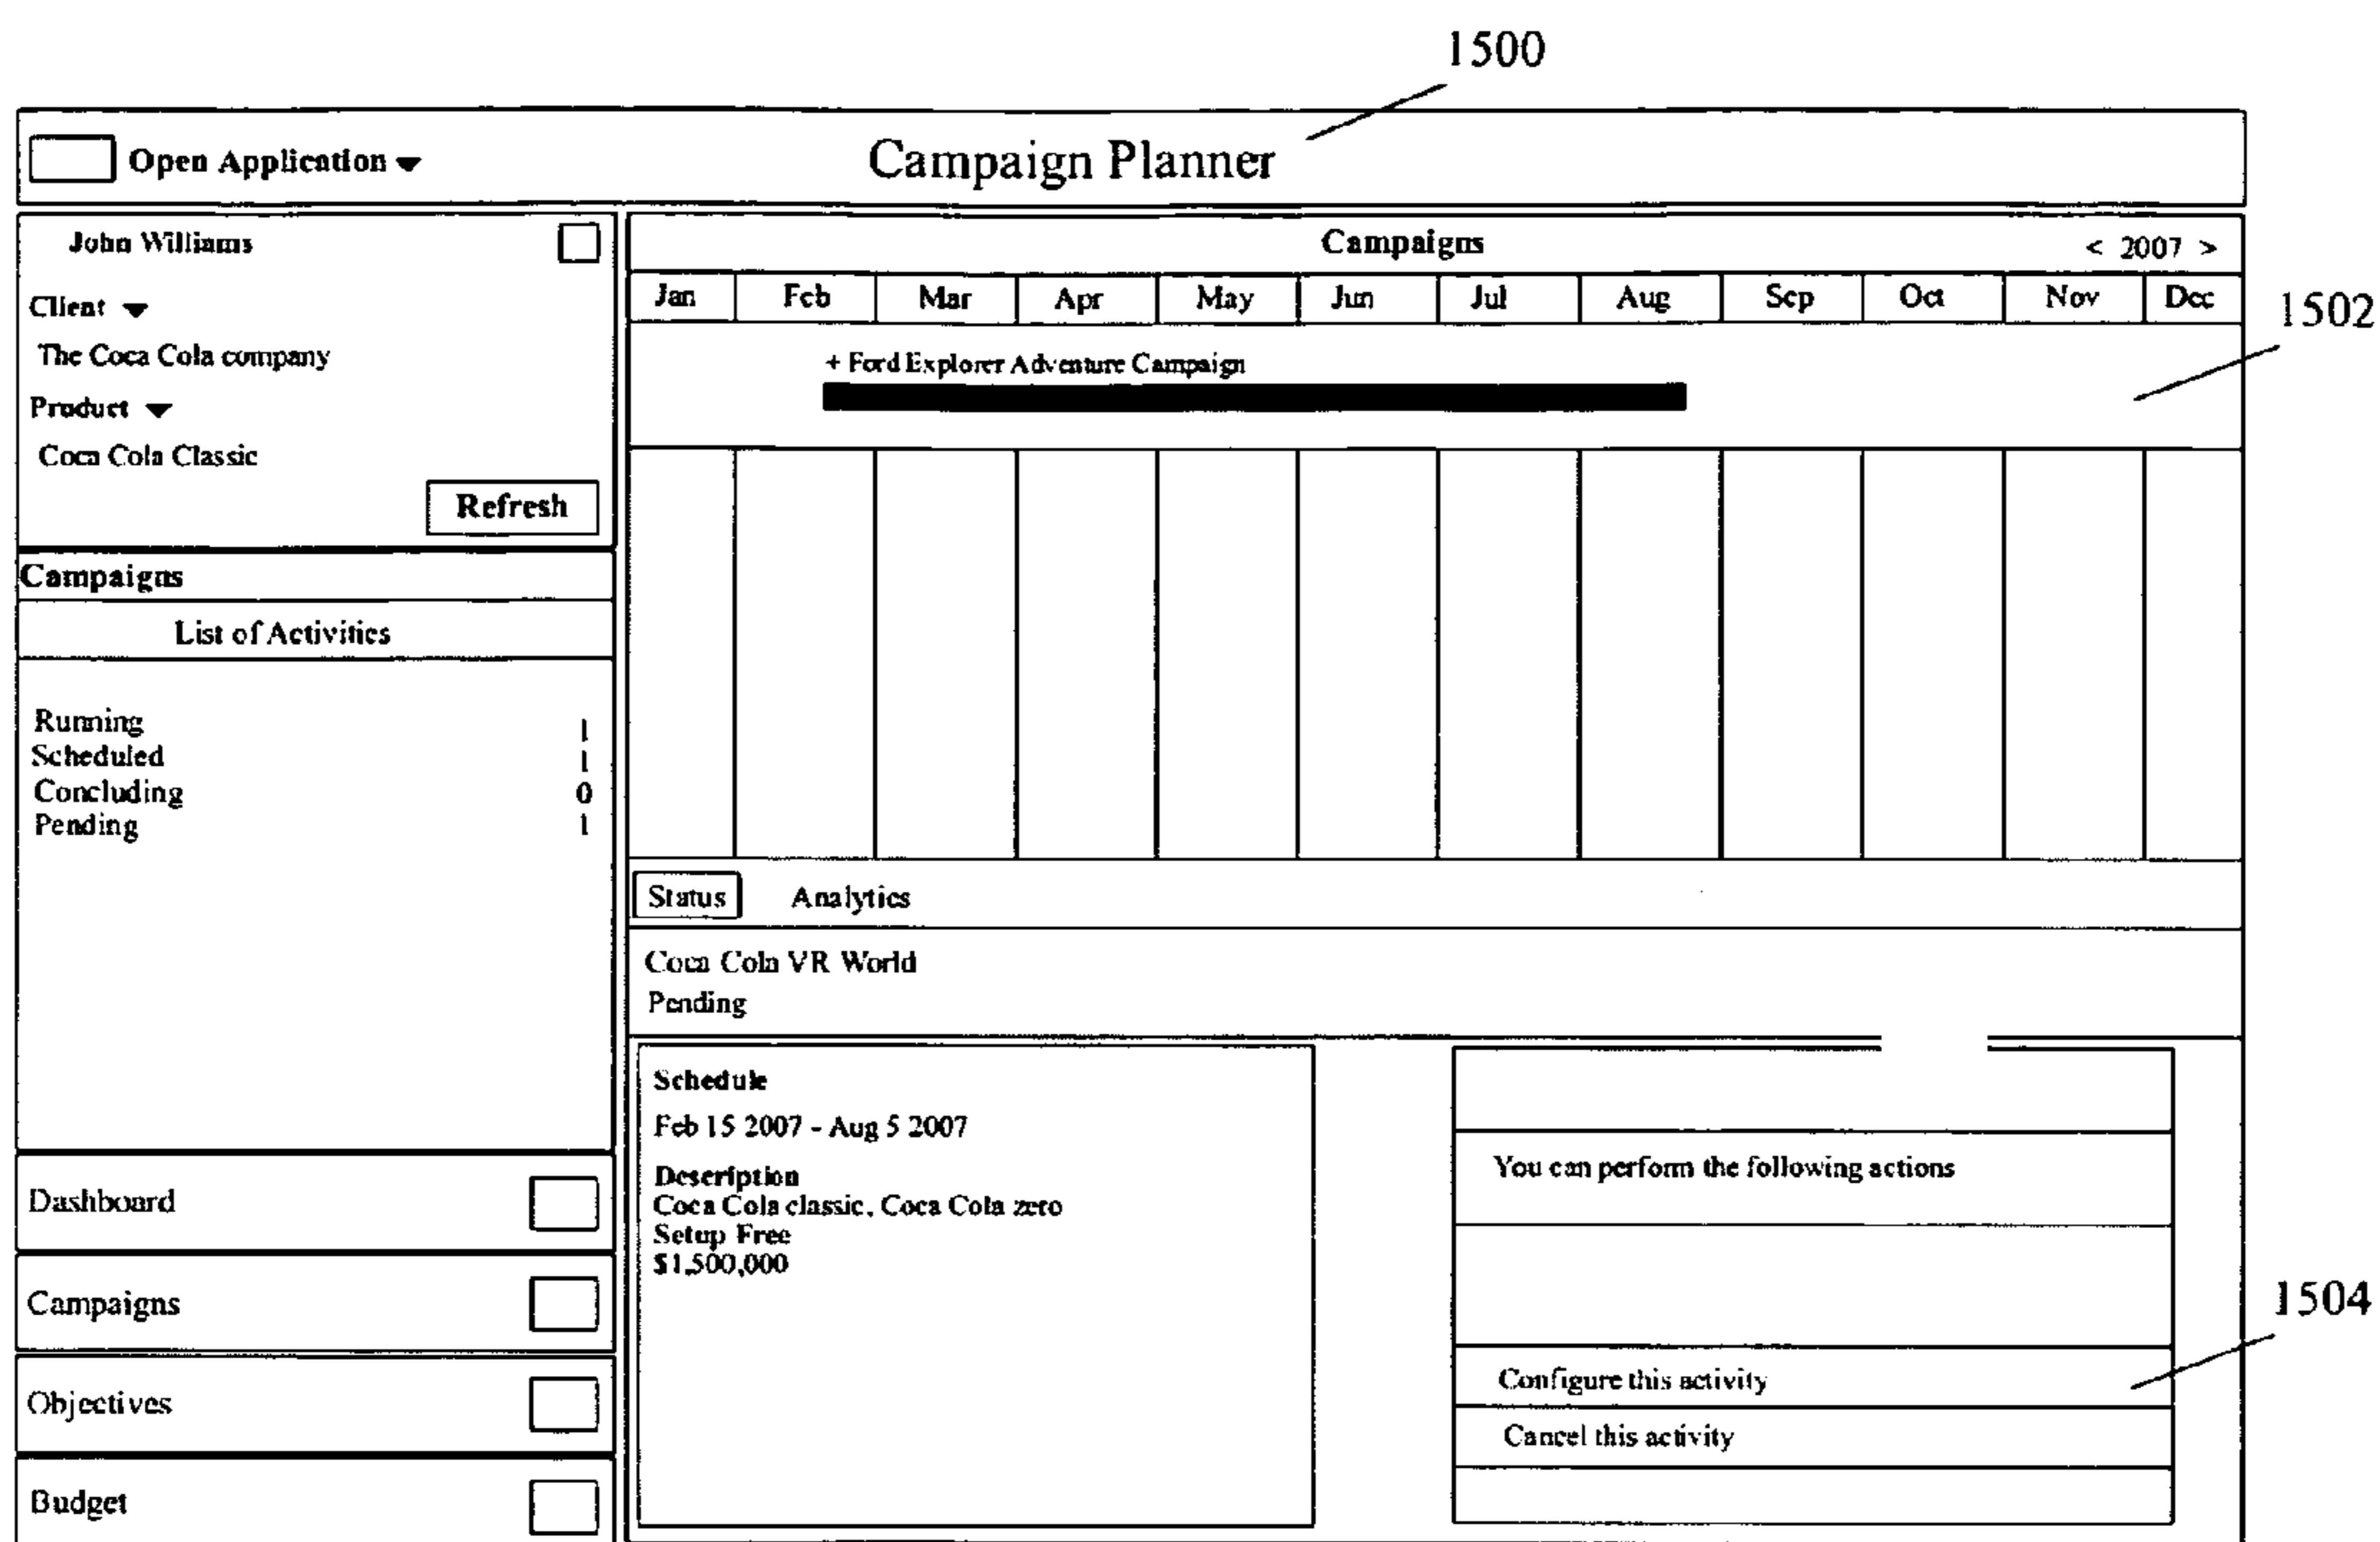 1500
Open Application
Campaign Planner
John Williams
Client
The Coca Cola company
Product
Coca Cola Classic
Refresh
Campaigns
List of Activities
Running 1
Scheduled 1
Concluding 0
Pending 1
Dashboard
Campaigns
Objectives
Budget
Campaigns < 2007 >
Jan Feb Mar Apr May Jun Jul Aug Sep Oct Nov Dec
1502
+ Ford Explorer Adventure Campaign
Status Analytics
Coca Cola VR World
Pending
Schedule
Feb 15 2007 - Aug 5 2007
Description
Coca Cola classic, Coca Cola zero
Setup Free
$1,500,000
You can perform the following actions
1504
Configure this activity
Cancel this activity